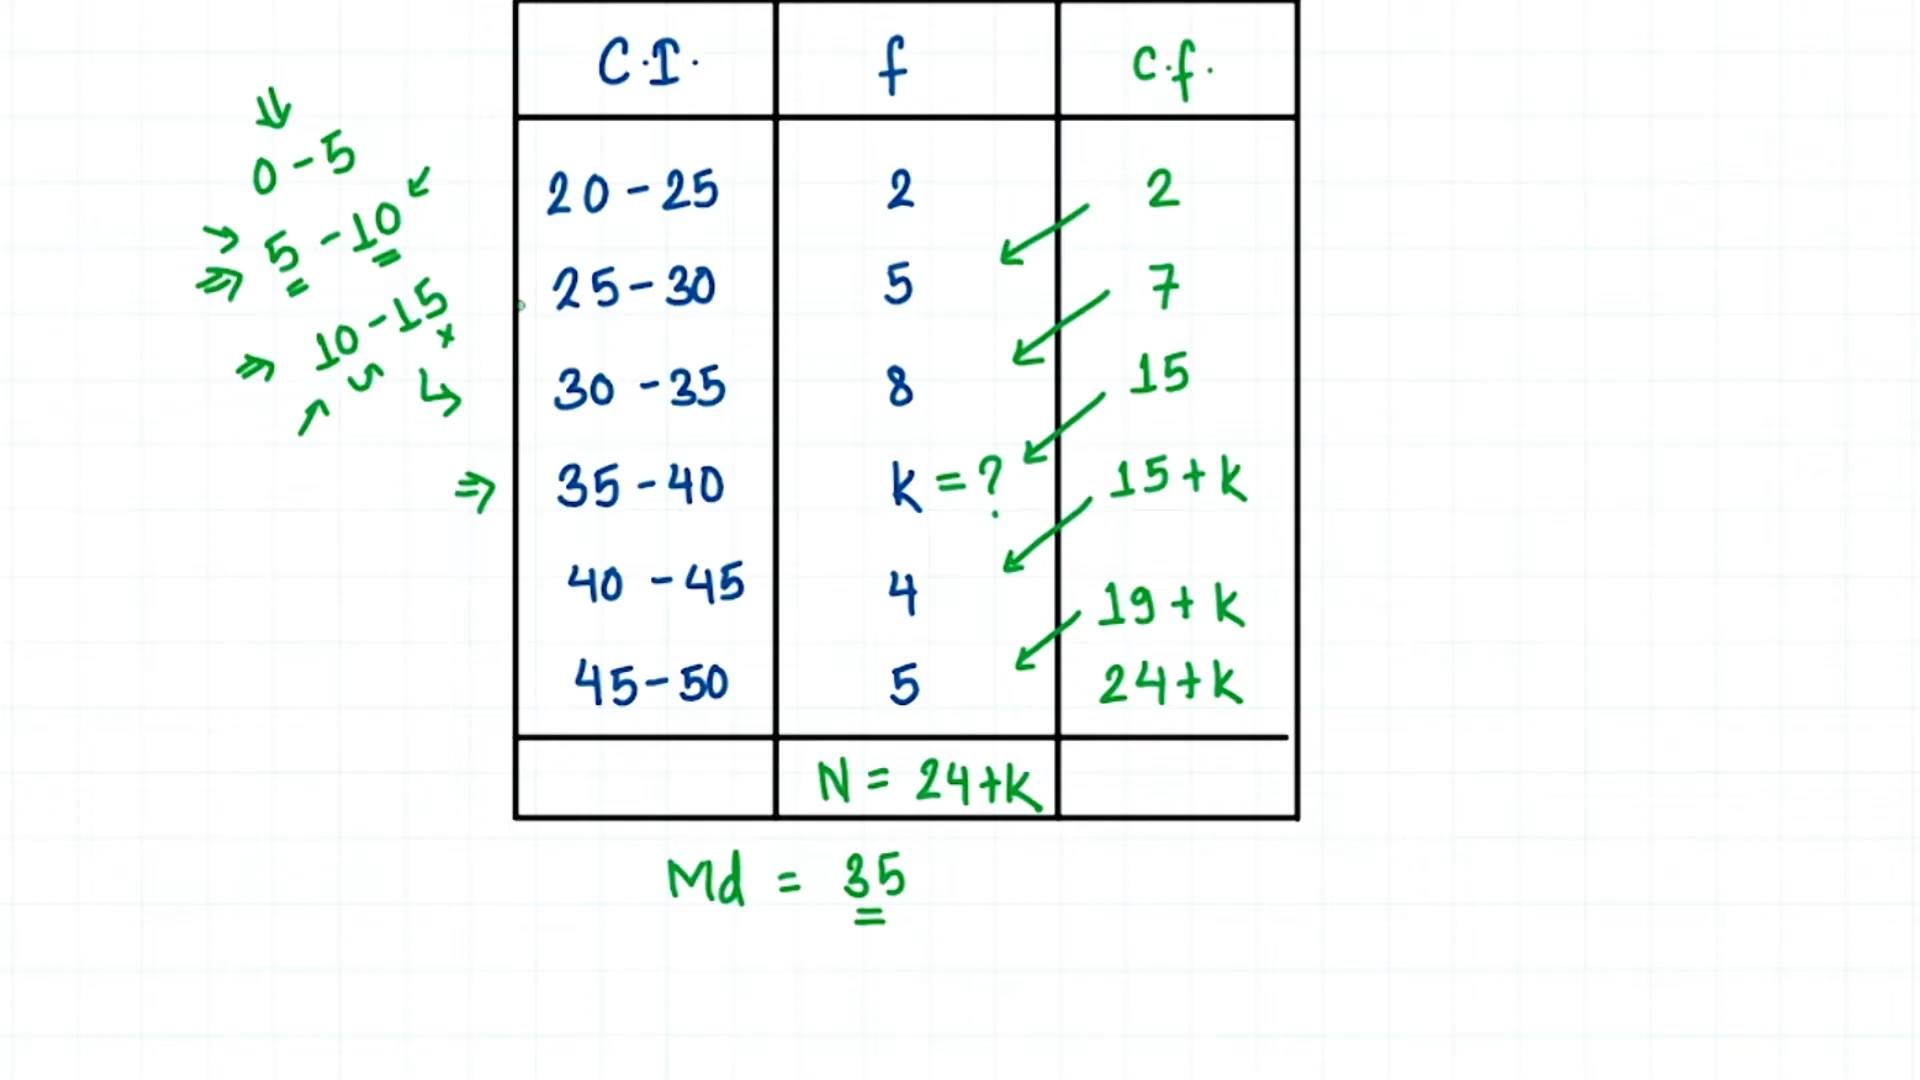 C.I. f c.f.
0 - 5
20 - 25 2 2
5 - 10
25 - 30 5 7
10 - 15
5
30 - 35 8 15
35 - 40 k = ? 15 + k
40 - 45 4 19 + k
45 - 50 5 24 + k
N = 24 + k
Md = 35